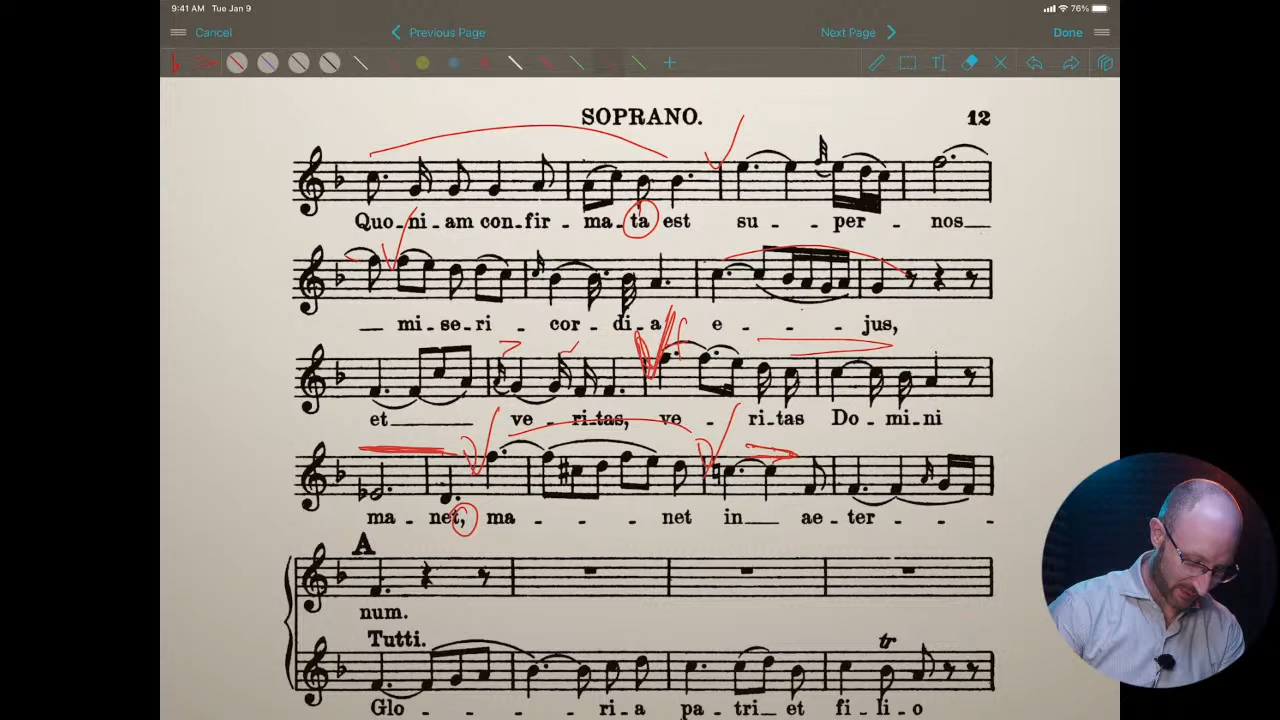 9:41 AM Tue Jan 9
76%
Cancel
Previous Page
Next Page
Done
SOPRANO.
12
Quo-ni-am con-fir-ma-ta est su-per-nos
mi-se-ri-cor-di-a e-jus,
et ve-ri-tas, ve-ri-tas Do-mi-ni
ma-net, ma-net in ae-ter-
A
num.
Tutti.
tr
Glo-ri-a pa-tri et fi-li-o